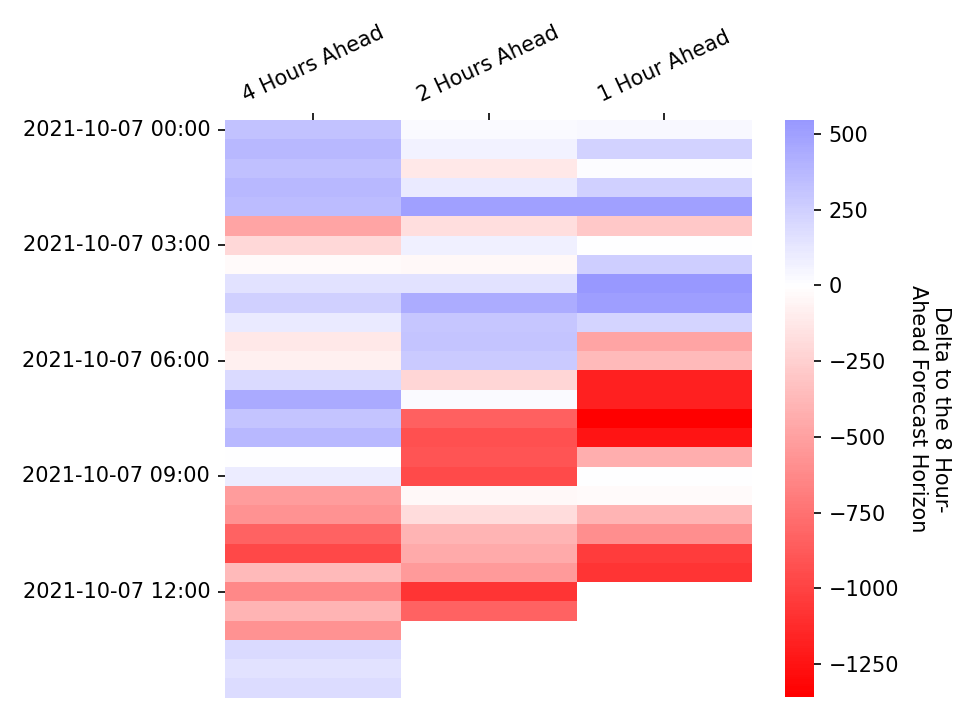 4 Hours Ahead
2 Hours Ahead
1 Hour Ahead
2021-10-07 00:00
2021-10-07 03:00
2021-10-07 06:00
2021-10-07 09:00
2021-10-07 12:00
500
250
0
−250
−500
−750
−1000
−1250
Delta to the 8 Hour-
Ahead Forecast Horizon